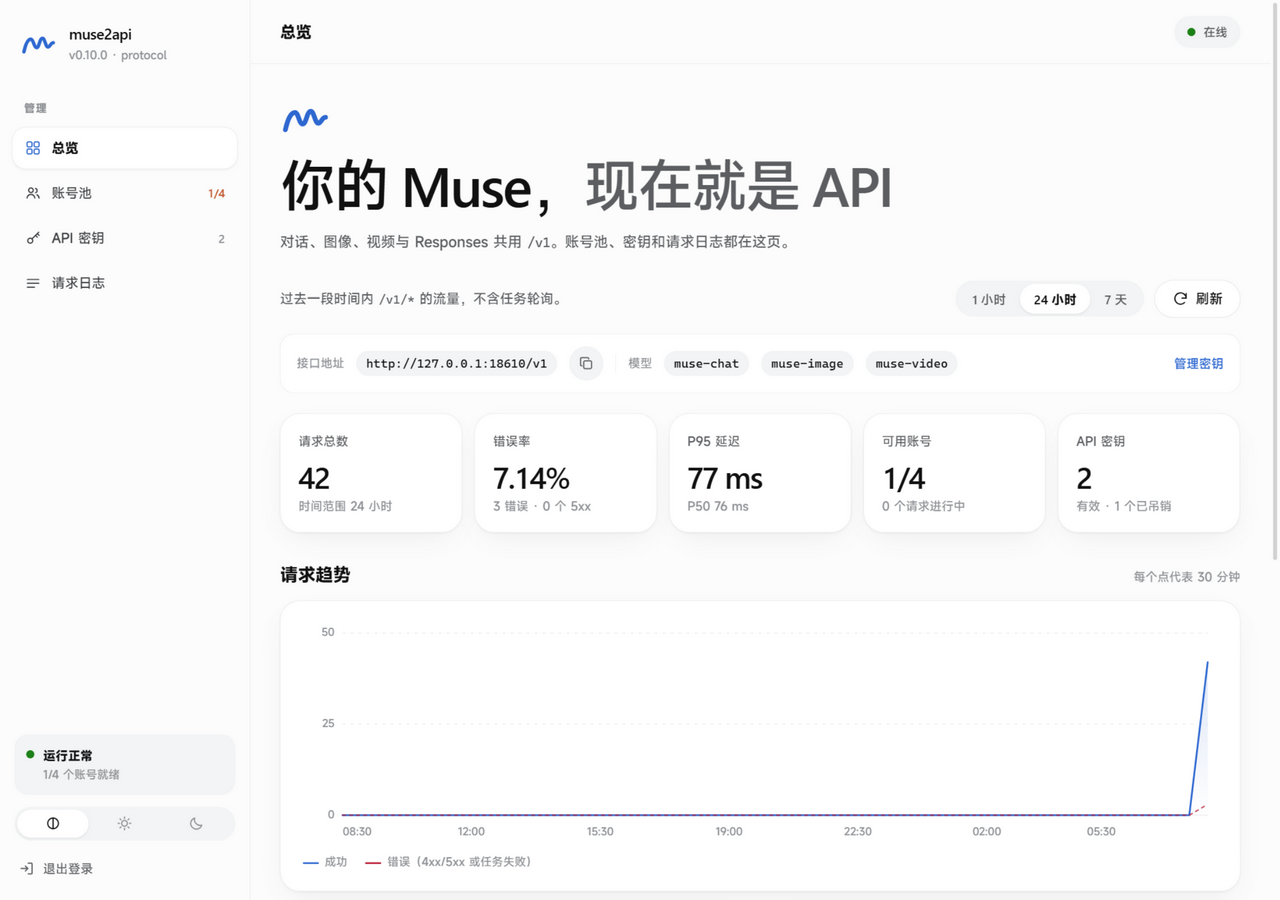 muse2api
v0.10.0 · protocol
管理
总览
账号池 1/4
API 密钥 2
请求日志
运行正常
1/4 个账号就绪
退出登录
总览
在线
你的 Muse，现在就是 API
对话、图像、视频与 Responses 共用 /v1。账号池、密钥和请求日志都在这页。
过去一段时间内 /v1/* 的流量，不含任务轮询。
1 小时 24 小时 7 天 刷新
接口地址 http://127.0.0.1:18610/v1 模型 muse-chat muse-image muse-video 管理密钥
请求总数
42
时间范围 24 小时
错误率
7.14%
3 错误 · 0 个 5xx
P95 延迟
77 ms
P50 76 ms
可用账号
1/4
0 个请求进行中
API 密钥
2
有效 · 1 个已吊销
请求趋势
每个点代表 30 分钟
50
25
0
08:30 12:00 15:30 19:00 22:30 02:00 05:30
成功 错误（4xx/5xx 或任务失败）